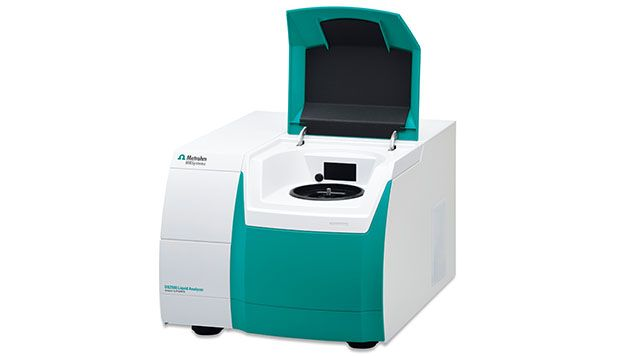 Metrohm
NIRSystems
DS2500 Liquid Analyzer